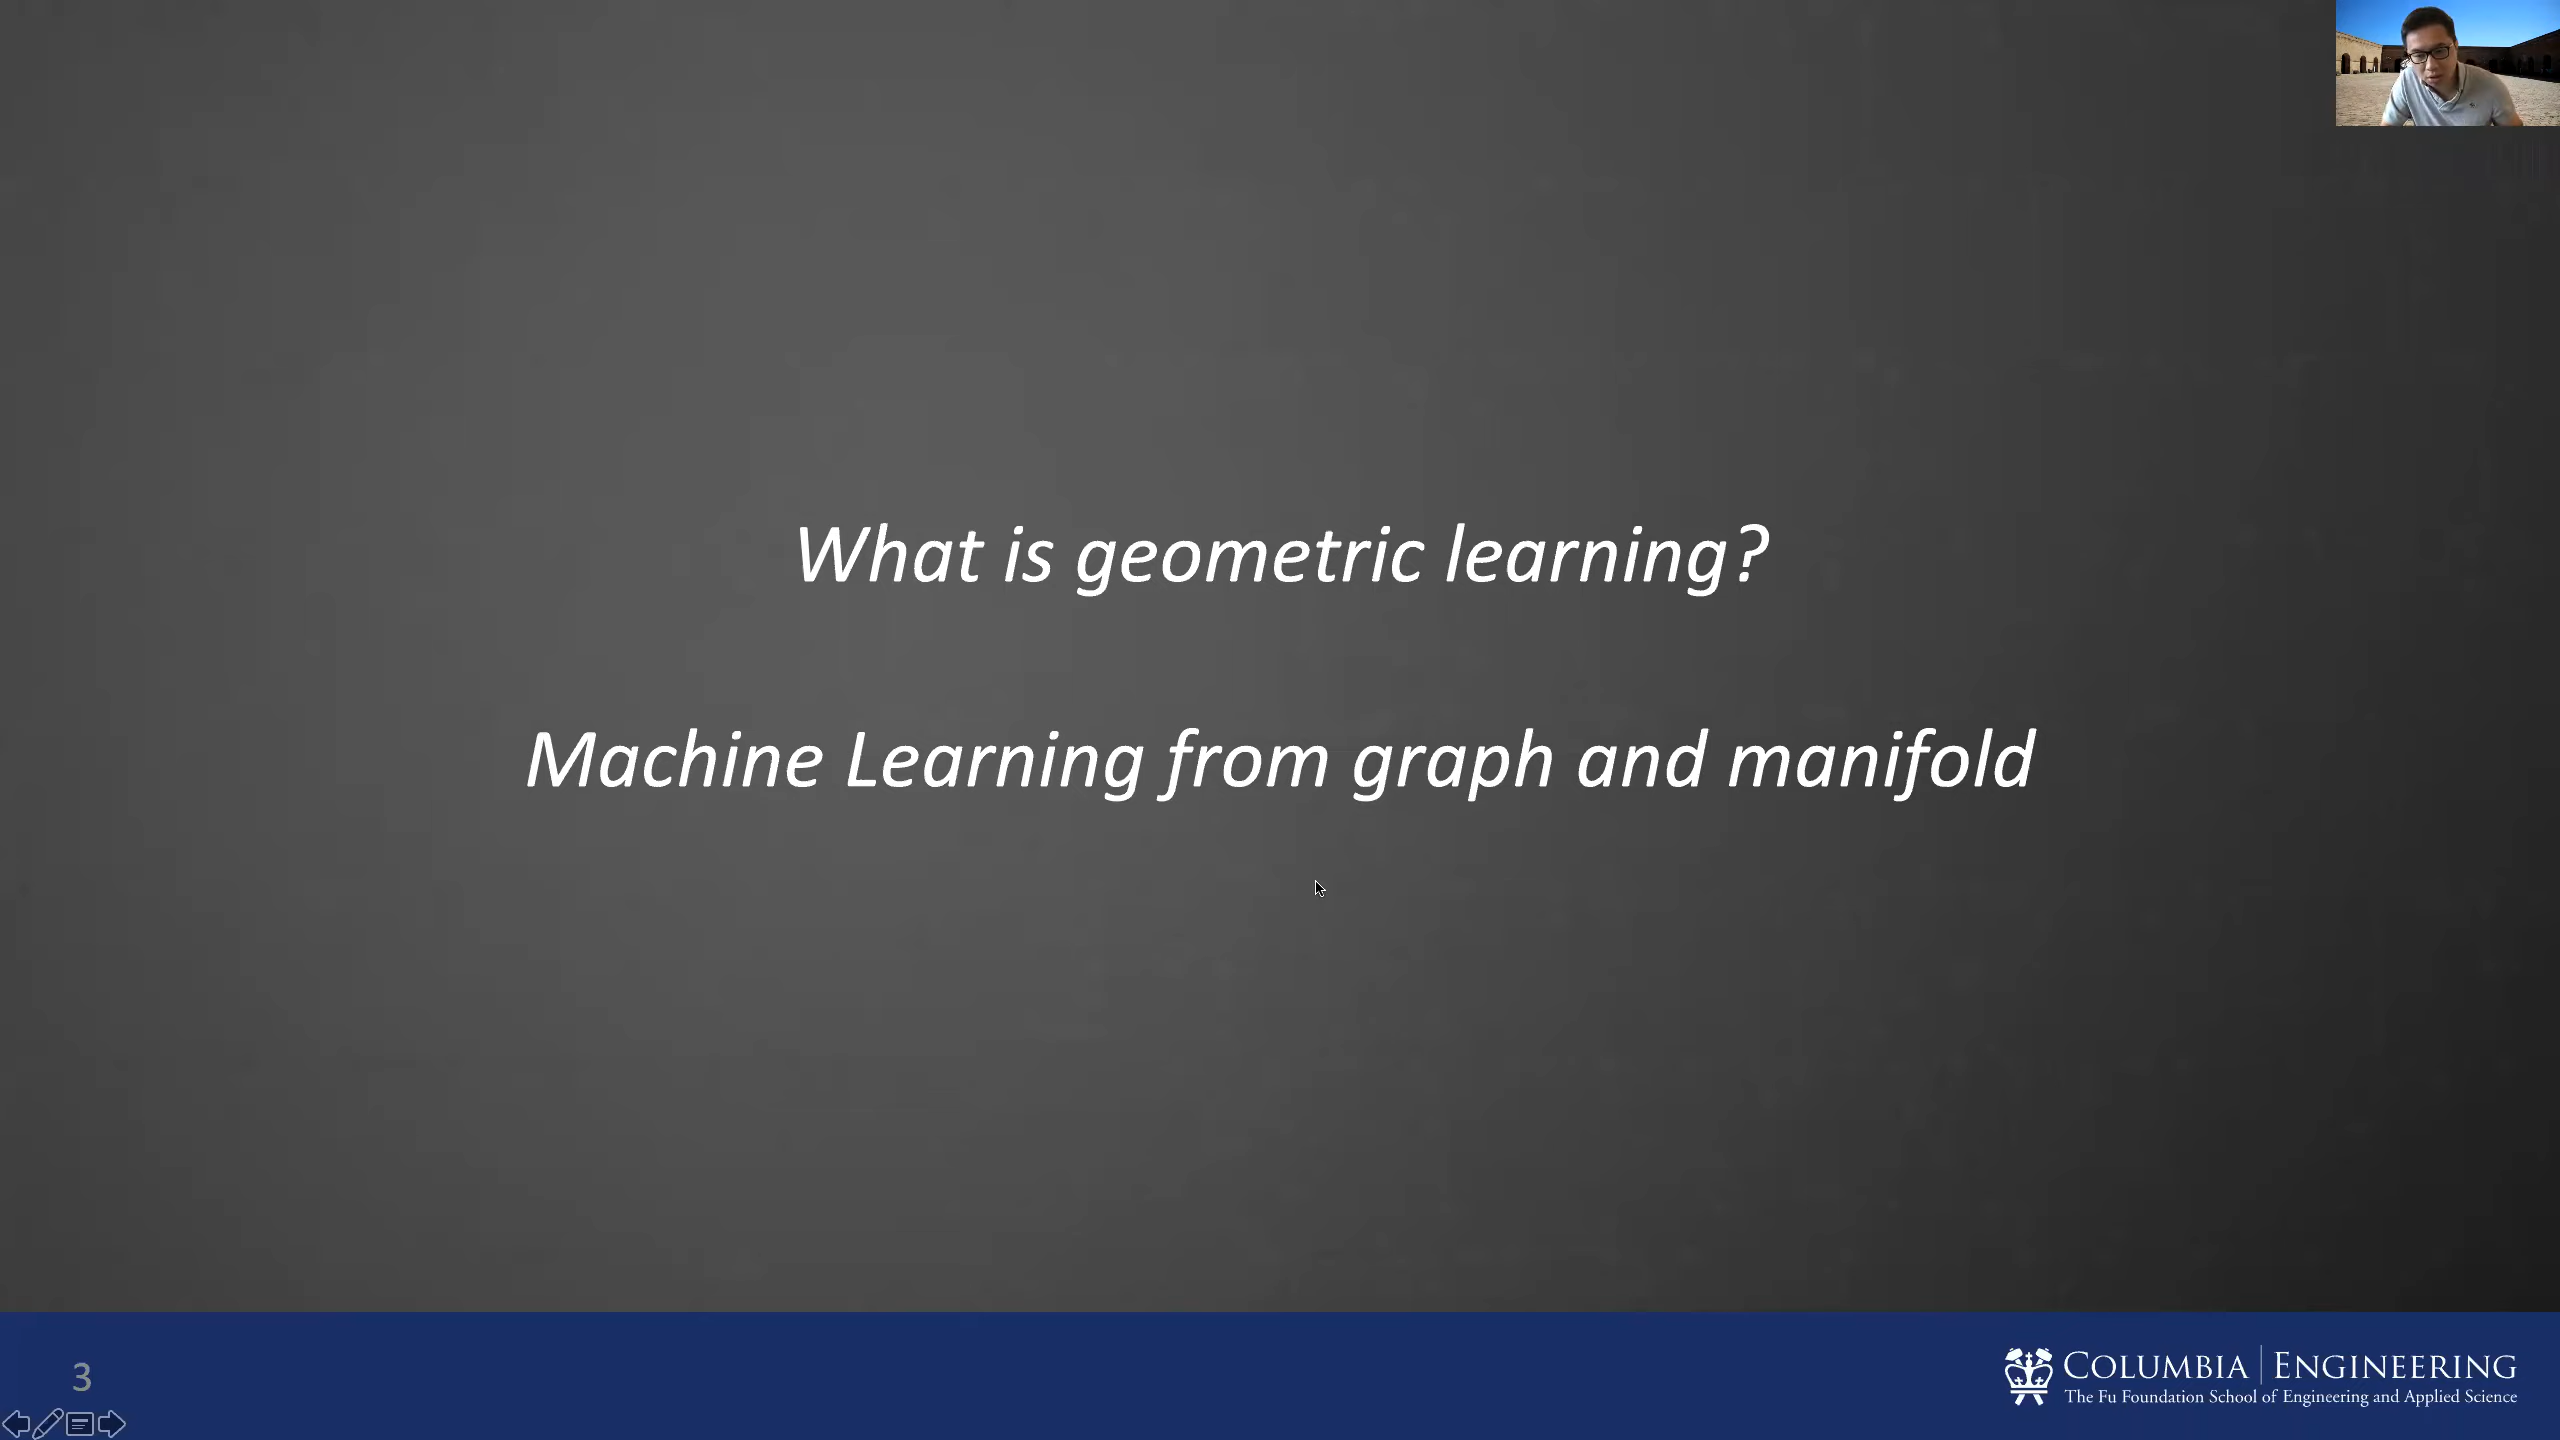 What is geometric learning?
Machine Learning from graph and manifold
3
COLUMBIA | ENGINEERING
The Fu Foundation School of Engineering and Applied Science